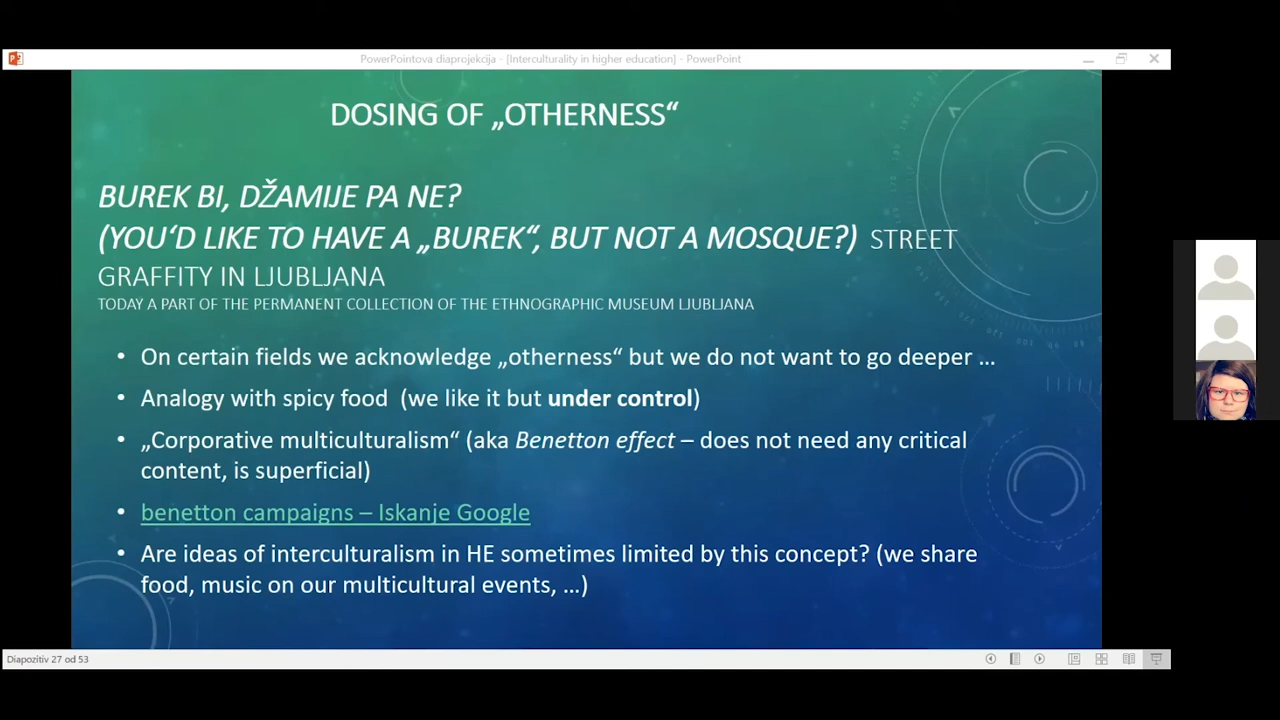 PowerPointova diaprojekcija - [Interculturality in higher education] - PowerPoint
DOSING OF „OTHERNESS“
BUREK BI, DŽAMIJE PA NE?
(YOU‘D LIKE TO HAVE A „BUREK“, BUT NOT A MOSQUE?) STREET
GRAFFITY IN LJUBLJANA
TODAY A PART OF THE PERMANENT COLLECTION OF THE ETHNOGRAPHIC MUSEUM LJUBLJANA
• On certain fields we acknowledge „otherness“ but we do not want to go deeper …
• Analogy with spicy food (we like it but under control)
• „Corporative multiculturalism“ (aka Benetton effect – does not need any critical
content, is superficial)
• benetton campaigns – Iskanje Google
• Are ideas of interculturalism in HE sometimes limited by this concept? (we share
food, music on our multicultural events, …)
Diapozitiv 27 od 53